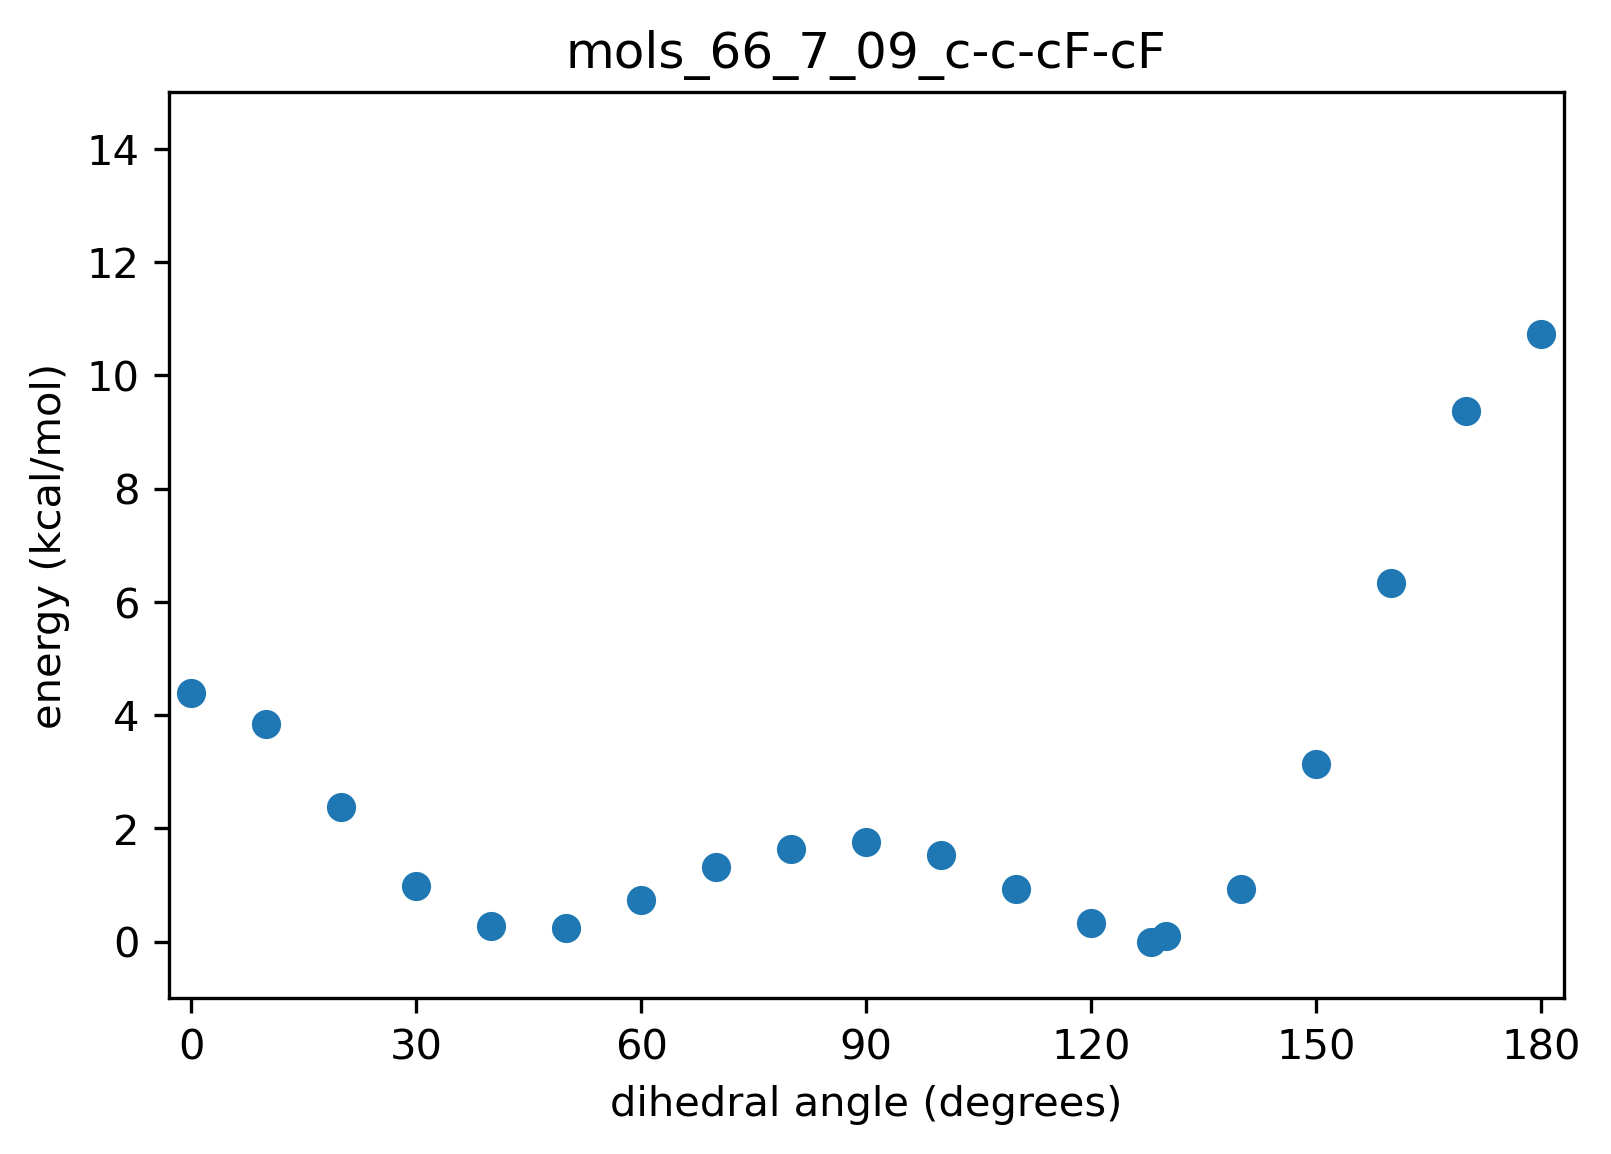 mols_66_7_09_c-c-cF-cF
14
12
10
8
6
4
2
0
energy (kcal/mol)
0 30 60 90 120 150 180
dihedral angle (degrees)